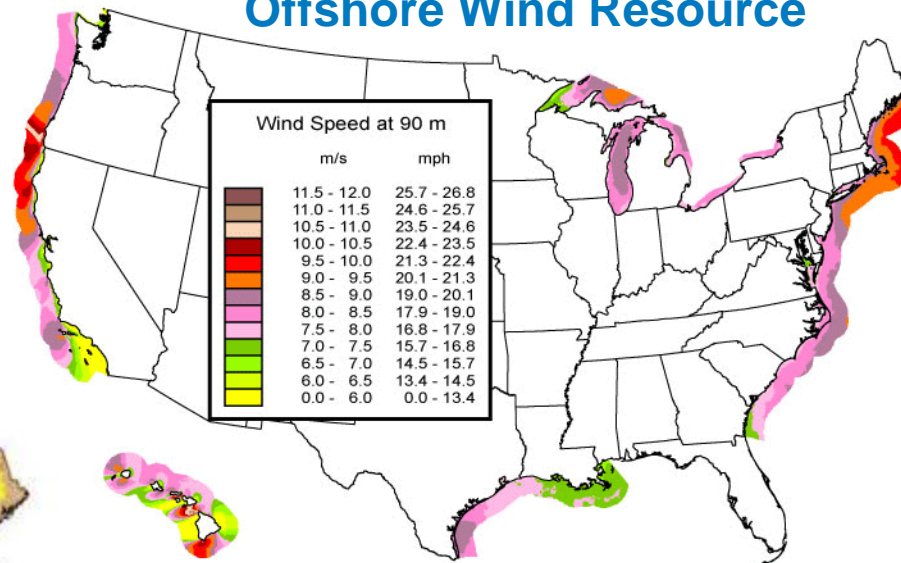 Offshore Wind Resource
Wind Speed at 90 m
m/s mph
11.5 - 12.0 25.7 - 26.8
11.0 - 11.5 24.6 - 25.7
10.5 - 11.0 23.5 - 24.6
10.0 - 10.5 22.4 - 23.5
9.5 - 10.0 21.3 - 22.4
9.0 - 9.5 20.1 - 21.3
8.5 - 9.0 19.0 - 20.1
8.0 - 8.5 17.9 - 19.0
7.5 - 8.0 16.8 - 17.9
7.0 - 7.5 15.7 - 16.8
6.5 - 7.0 14.5 - 15.7
6.0 - 6.5 13.4 - 14.5
0.0 - 6.0 0.0 - 13.4